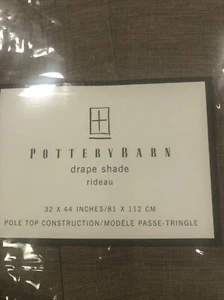 POTTERYBARN
drape shade
rideau
32 X 44 INCHES/81 X 112 CM
POLE TOP CONSTRUCTION/MODÈLE PASSE-TRINGLE